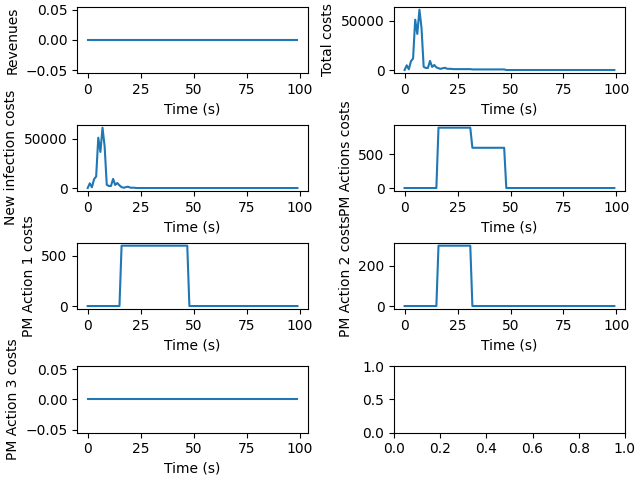 Revenues
0.05
0.00
−0.05
0 25 50 75 100
Time (s)
Total costs
50000
0
0 25 50 75 100
Time (s)
New infection costs
50000
0
0 25 50 75 100
Time (s)
PM Actions costs
500
0
0 25 50 75 100
Time (s)
PM Action 1 costs
500
0
0 25 50 75 100
Time (s)
PM Action 2 costs
200
0
0 25 50 75 100
Time (s)
PM Action 3 costs
0.05
0.00
−0.05
0 25 50 75 100
Time (s)
1.0
0.5
0.0
0.0 0.2 0.4 0.6 0.8 1.0